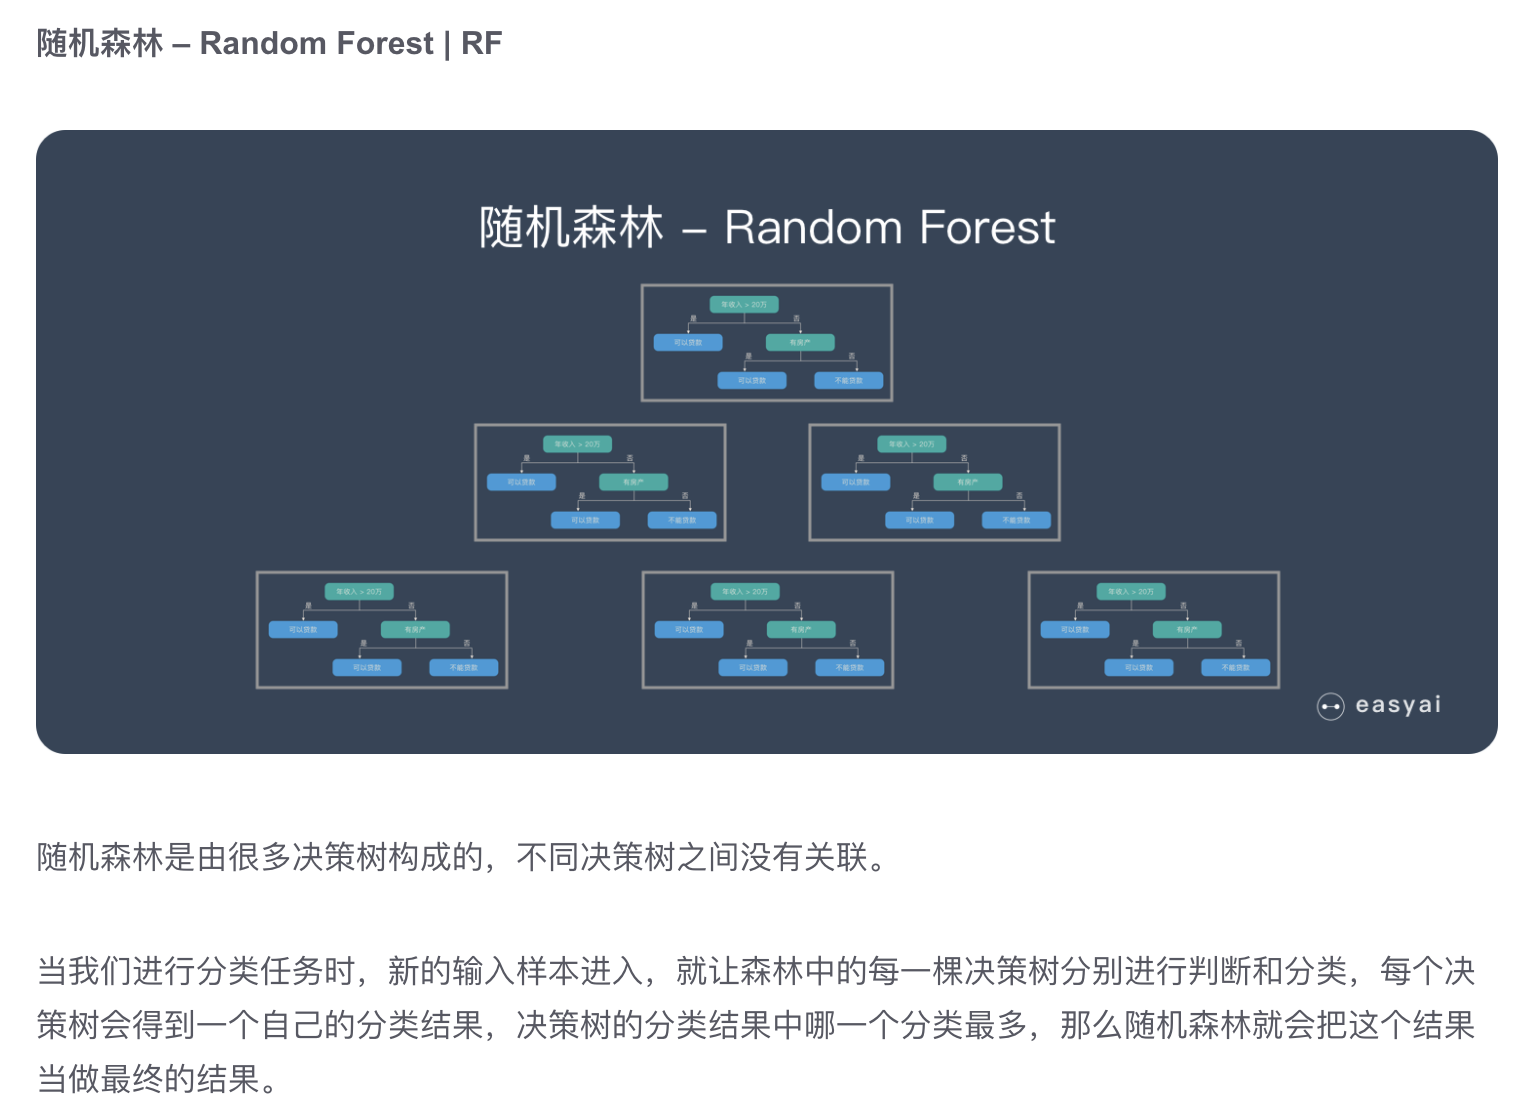 随机森林 – Random Forest | RF
随机森林 – Random Forest
年收入 > 20万
是 否
可以贷款 有房产
是 否
可以贷款 不能贷款
年收入 > 20万 年收入 > 20万
是 否 是 否
可以贷款 有房产 可以贷款 有房产
是 否 是 否
可以贷款 不能贷款 可以贷款 不能贷款
年收入 > 20万 年收入 > 20万 年收入 > 20万
是 否 是 否 是 否
可以贷款 有房产 可以贷款 有房产 可以贷款 有房产
是 否 是 否 是 否
可以贷款 不能贷款 可以贷款 不能贷款 可以贷款 不能贷款
easyai
随机森林是由很多决策树构成的，不同决策树之间没有关联。
当我们进行分类任务时，新的输入样本进入，就让森林中的每一棵决策树分别进行判断和分类，每个决
策树会得到一个自己的分类结果，决策树的分类结果中哪一个分类最多，那么随机森林就会把这个结果
当做最终的结果。